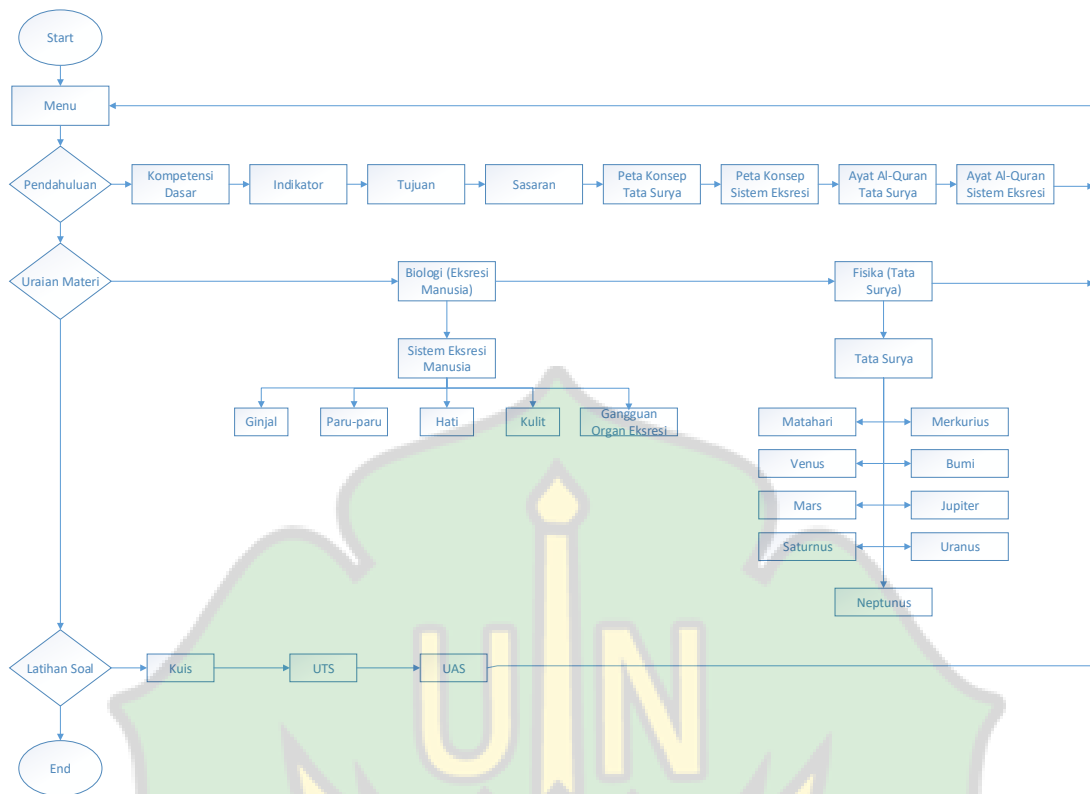 Start
Menu
Pendahuluan
Kompetensi
Dasar
Indikator
Tujuan
Sasaran
Peta Konsep
Tata Surya
Peta Konsep
Sistem Eksresi
Ayat Al-Quran
Tata Surya
Ayat Al-Quran
Sistem Eksresi
Uraian Materi
Biologi (Eksresi
Manusia)
Fisika (Tata
Surya)
Sistem Eksresi
Manusia
Tata Surya
Ginjal
Paru-paru
Hati
Kulit
Gangguan
Organ Eksresi
Matahari
Merkurius
Venus
Bumi
Mars
Jupiter
Saturnus
Uranus
Neptunus
Latihan Soal
Kuis
UTS
UAS
End
UIN